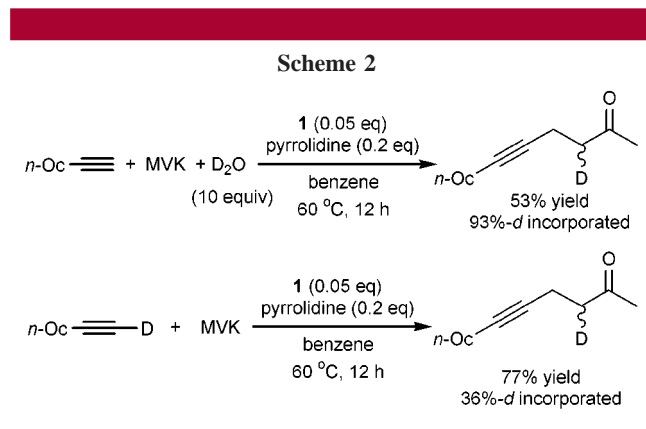 Scheme 2
O
1 (0.05 eq)
pyrrolidine (0.2 eq)
n-Oc + MVK + D₂O
(10 equiv)
benzene
60 °C, 12 h
n-Oc
D
53% yield
93%-d incorporated
O
1 (0.05 eq)
pyrrolidine (0.2 eq)
n-Oc D + MVK
benzene
60 °C, 12 h
n-Oc
D
77% yield
36%-d incorporated